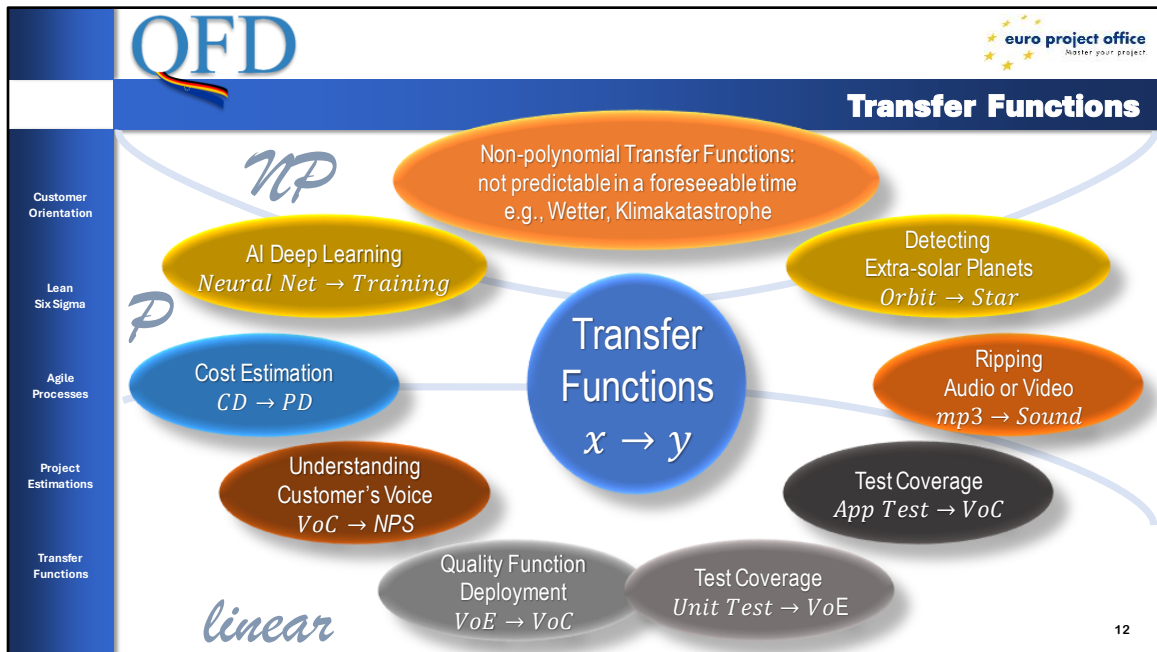 QFD
euro project office
Master your project.
Transfer Functions
Customer
Orientation
Lean
Six Sigma
Agile
Processes
Project
Estimations
Transfer
Functions
NP
P
linear
Non-polynomial Transfer Functions:
not predictable in a foreseeable time
e.g., Wetter, Klimakatastrophe
AI Deep Learning
Neural Net → Training
Detecting
Extra-solar Planets
Orbit → Star
Transfer
Functions
x → y
Cost Estimation
CD → PD
Ripping
Audio or Video
mp3 → Sound
Understanding
Customer’s Voice
VoC → NPS
Test Coverage
App Test → VoC
Quality Function
Deployment
VoE → VoC
Test Coverage
Unit Test → VoE
12